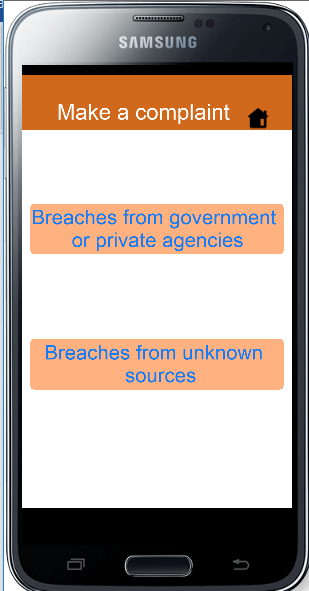 SAMSUNG
Make a complaint
Breaches from government
or private agencies
Breaches from unknown
sources